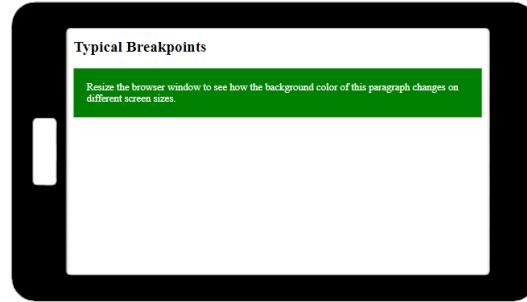 Typical Breakpoints
Resize the browser window to see how the background color of this paragraph changes on
different screen sizes.